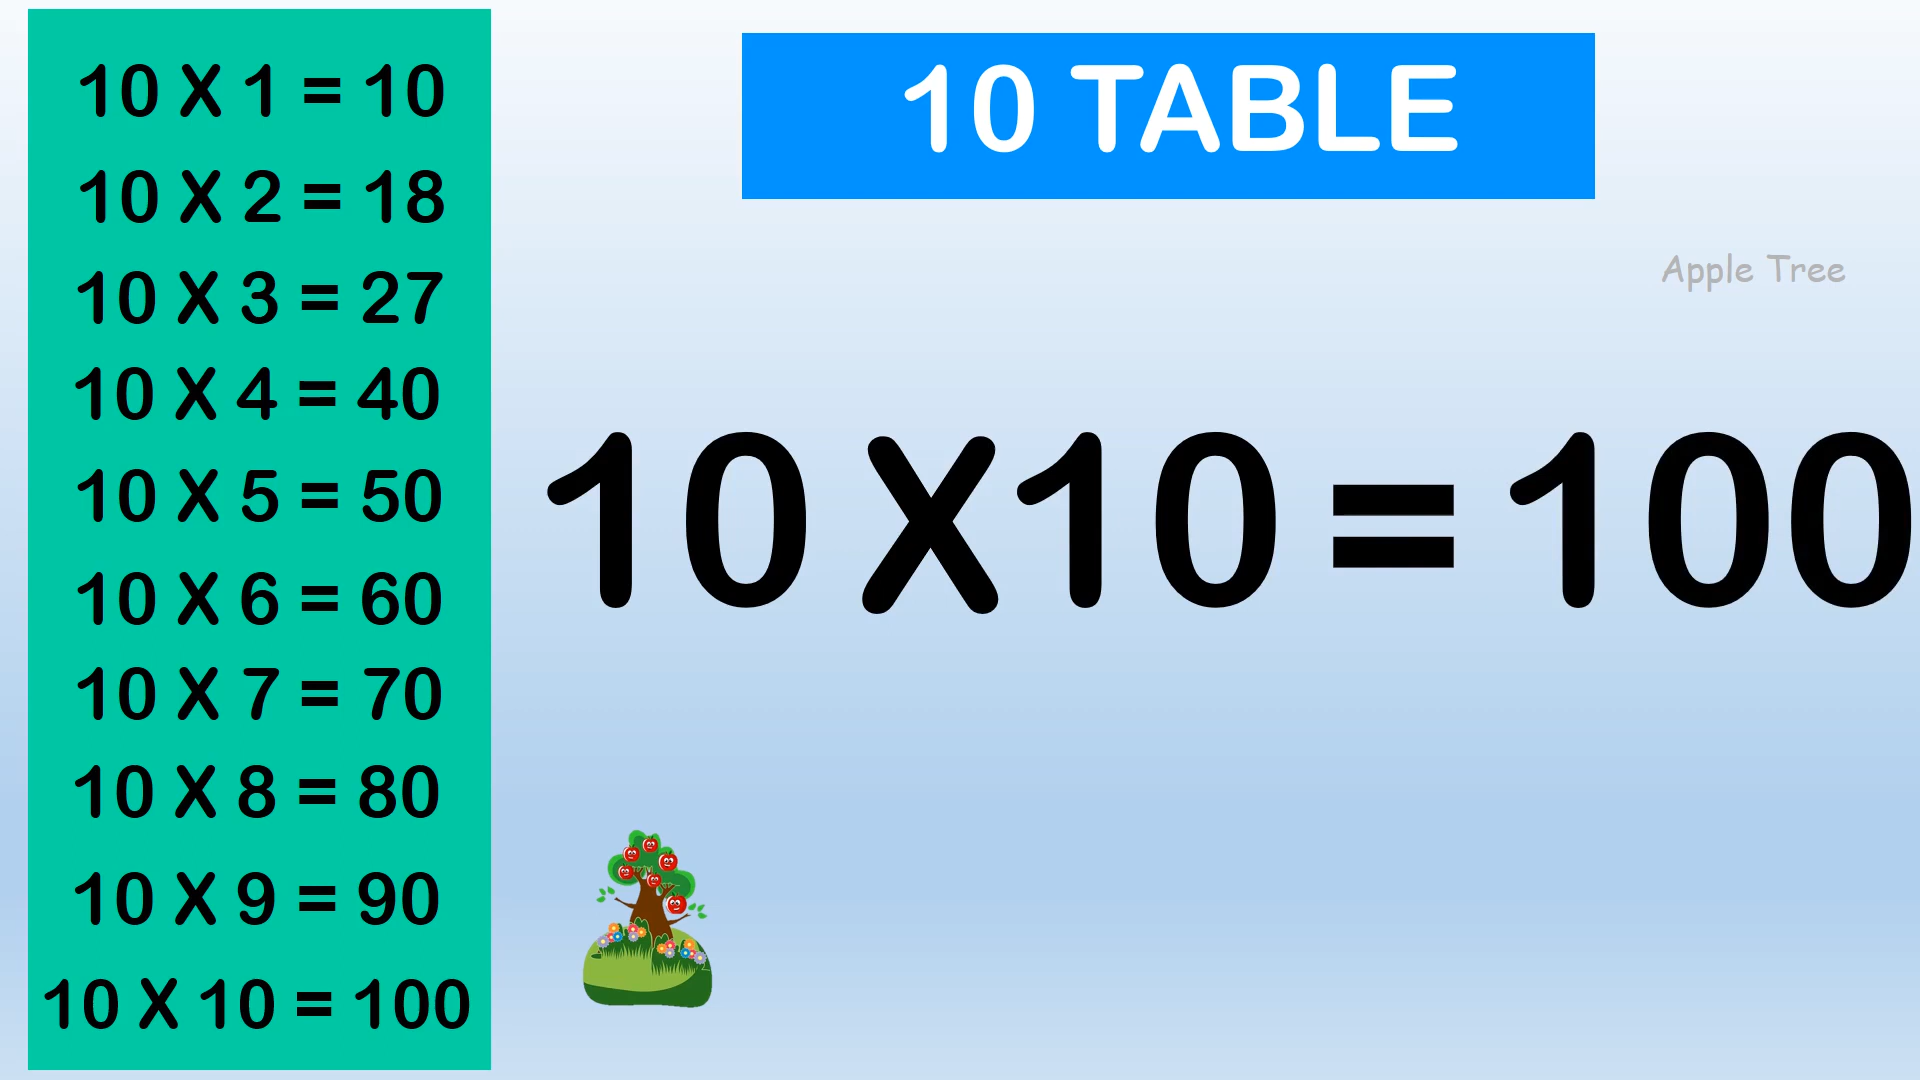 10 X 1 = 10
10 X 2 = 18
10 X 3 = 27
10 X 4 = 40
10 X 5 = 50
10 X 6 = 60
10 X 7 = 70
10 X 8 = 80
10 X 9 = 90
10 X 10 = 100
10 TABLE
Apple Tree
10 X10 = 100